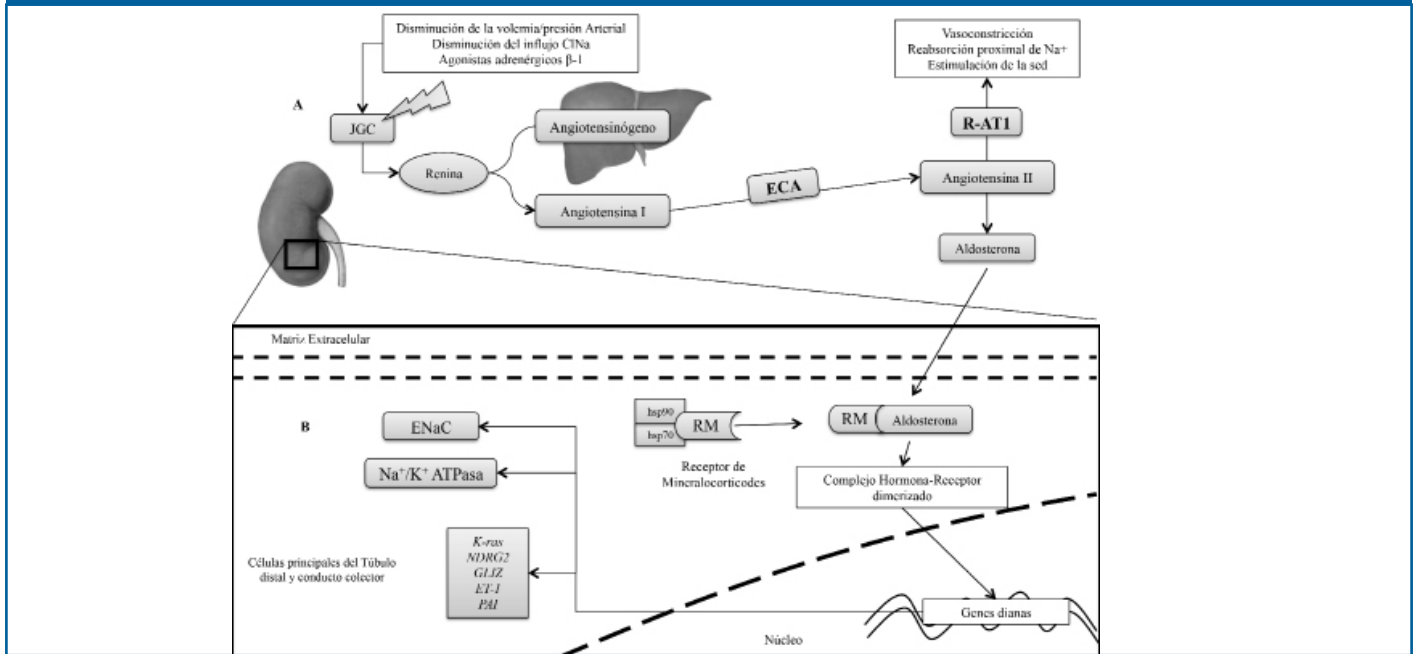 Disminución de la volemia/presión Arterial
Disminución del influjo ClNa
Agonistas adrenérgicos β-1
Vasoconstricción
Reabsorción proximal de Na+
Estimulación de la sed
A
JGC
Angiotensinógeno
R-AT1
Renina
ECA
Angiotensina II
Angiotensina I
Aldosterona
Matriz Extracelular
B
ENaC
hsp90
hsp70
RM
RM
Aldosterona
Na+/K+ ATPasa
Receptor de
Mineralocorticodes
Complejo Hormona-Receptor
dimerizado
Células principales del Túbulo
distal y conducto colector
K-ras
NDRG2
GLIZ
ET-1
PAI
Genes dianas
Núcleo